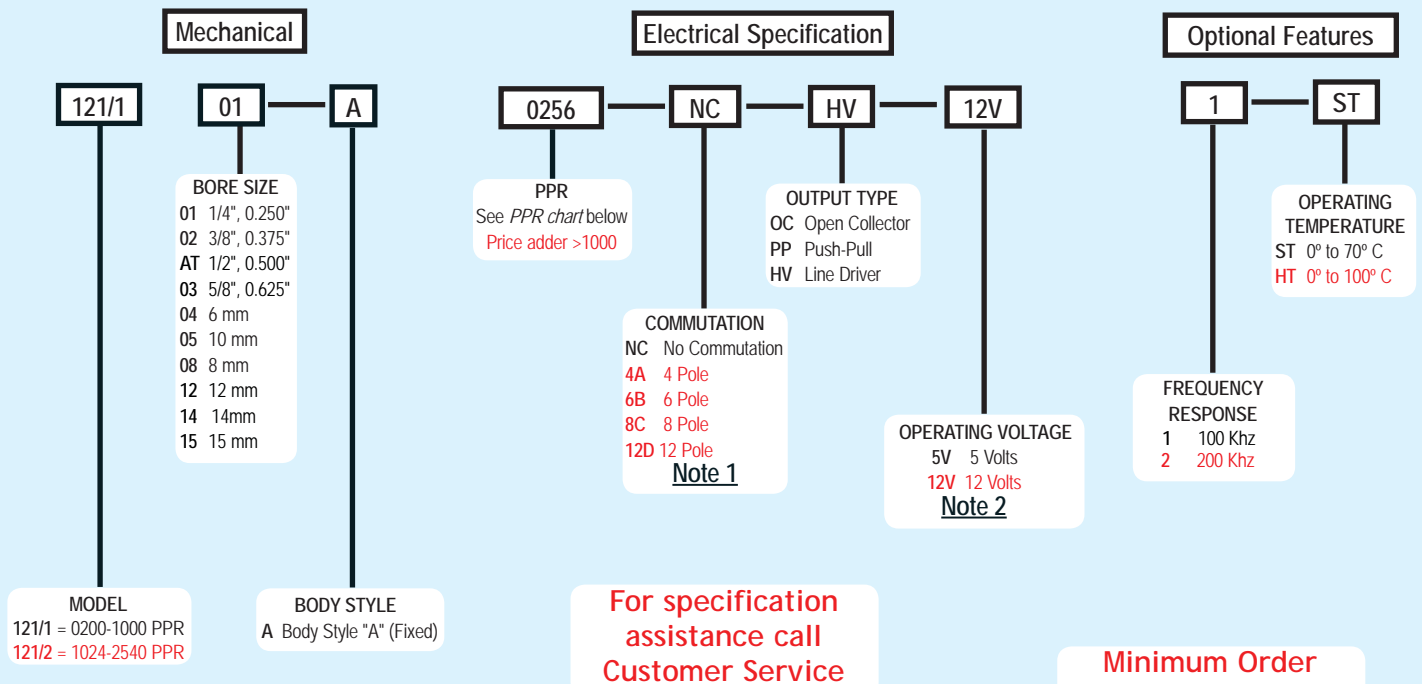 Mechanical
Electrical Specification
Optional Features
121/1
01
A
0256
NC
HV
12V
1
ST
BORE SIZE
01 1/4", 0.250"
02 3/8", 0.375"
AT 1/2", 0.500"
03 5/8", 0.625"
04 6 mm
05 10 mm
08 8 mm
12 12 mm
14 14mm
15 15 mm
PPR
See PPR chart below
Price adder >1000
OUTPUT TYPE
OC Open Collector
PP Push-Pull
HV Line Driver
OPERATING
TEMPERATURE
ST 0º to 70º C
HT 0º to 100º C
COMMUTATION
NC No Commutation
4A 4 Pole
6B 6 Pole
8C 8 Pole
12D 12 Pole
Note 1
OPERATING VOLTAGE
5V 5 Volts
12V 12 Volts
Note 2
FREQUENCY
RESPONSE
1 100 Khz
2 200 Khz
MODEL
121/1 = 0200-1000 PPR
121/2 = 1024-2540 PPR
BODY STYLE
A Body Style "A" (Fixed)
For specification
assistance call
Customer Service
Minimum Order